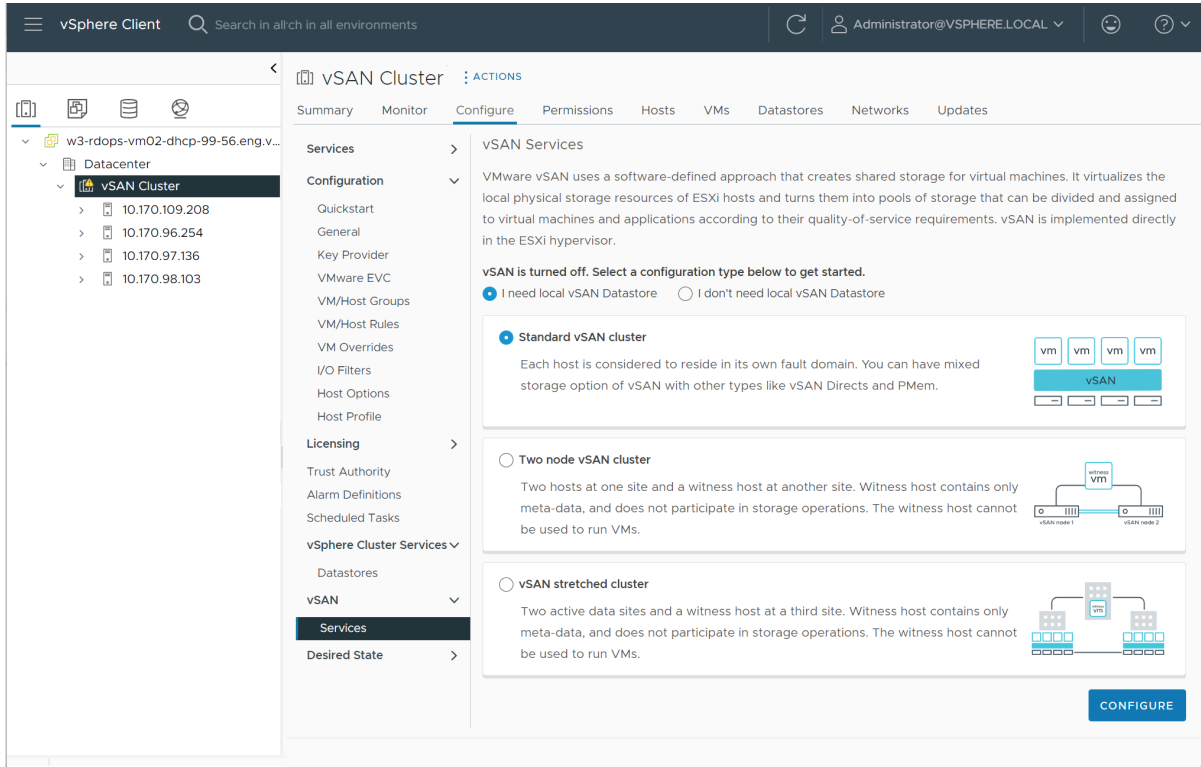 vSphere Client
Search in all'ch in all environments
Administrator@VSPHERE.LOCAL
vSAN Cluster
ACTIONS
Summary Monitor Configure Permissions Hosts VMs Datastores Networks Updates
w3-rdops-vm02-dhcp-99-56.eng.v...
Datacenter
vSAN Cluster
10.170.109.208
10.170.96.254
10.170.97.136
10.170.98.103
Services
Configuration
Quickstart
General
Key Provider
VMware EVC
VM/Host Groups
VM/Host Rules
VM Overrides
I/O Filters
Host Options
Host Profile
Licensing
Trust Authority
Alarm Definitions
Scheduled Tasks
vSphere Cluster Services
Datastores
vSAN
Services
Desired State
vSAN Services
VMware vSAN uses a software-defined approach that creates shared storage for virtual machines. It virtualizes the
local physical storage resources of ESXi hosts and turns them into pools of storage that can be divided and assigned
to virtual machines and applications according to their quality-of-service requirements. vSAN is implemented directly
in the ESXi hypervisor.
vSAN is turned off. Select a configuration type below to get started.
I need local vSAN Datastore I don't need local vSAN Datastore
Standard vSAN cluster
Each host is considered to reside in its own fault domain. You can have mixed
storage option of vSAN with other types like vSAN Directs and PMem.
vm vm vm vm
vSAN
Two node vSAN cluster
Two hosts at one site and a witness host at another site. Witness host contains only
meta-data, and does not participate in storage operations. The witness host cannot
be used to run VMs.
witness
vm
vSAN node 1 vSAN node 2
vSAN stretched cluster
Two active data sites and a witness host at a third site. Witness host contains only
meta-data, and does not participate in storage operations. The witness host cannot
be used to run VMs.
witness
vm
CONFIGURE